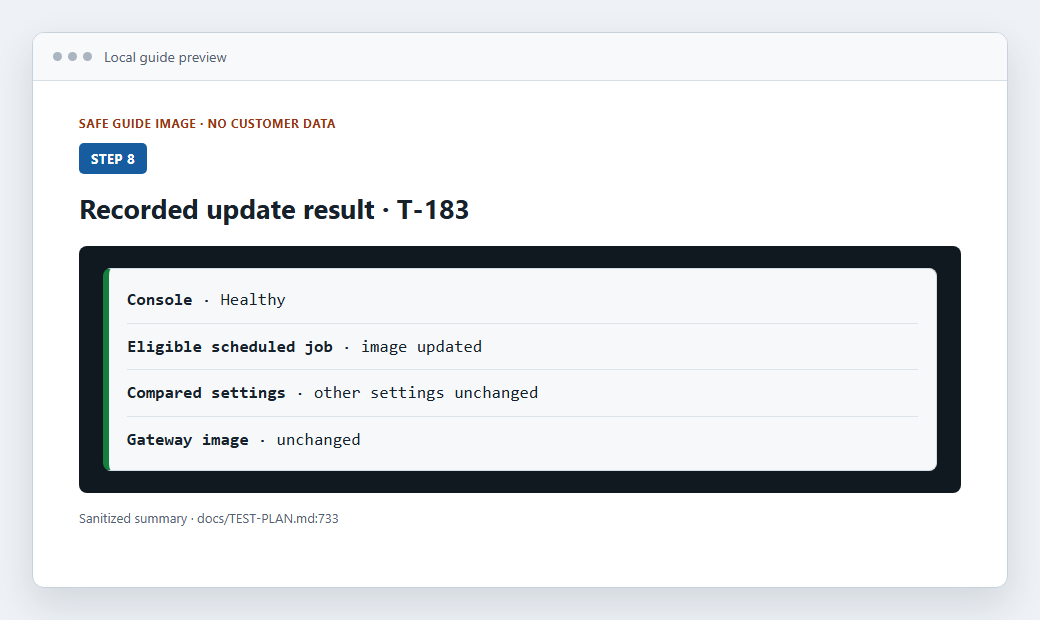 Local guide preview
SAFE GUIDE IMAGE · NO CUSTOMER DATA
STEP 8
Recorded update result · T-183
Console · Healthy
Eligible scheduled job · image updated
Compared settings · other settings unchanged
Gateway image · unchanged
Sanitized summary · docs/TEST-PLAN.md:733